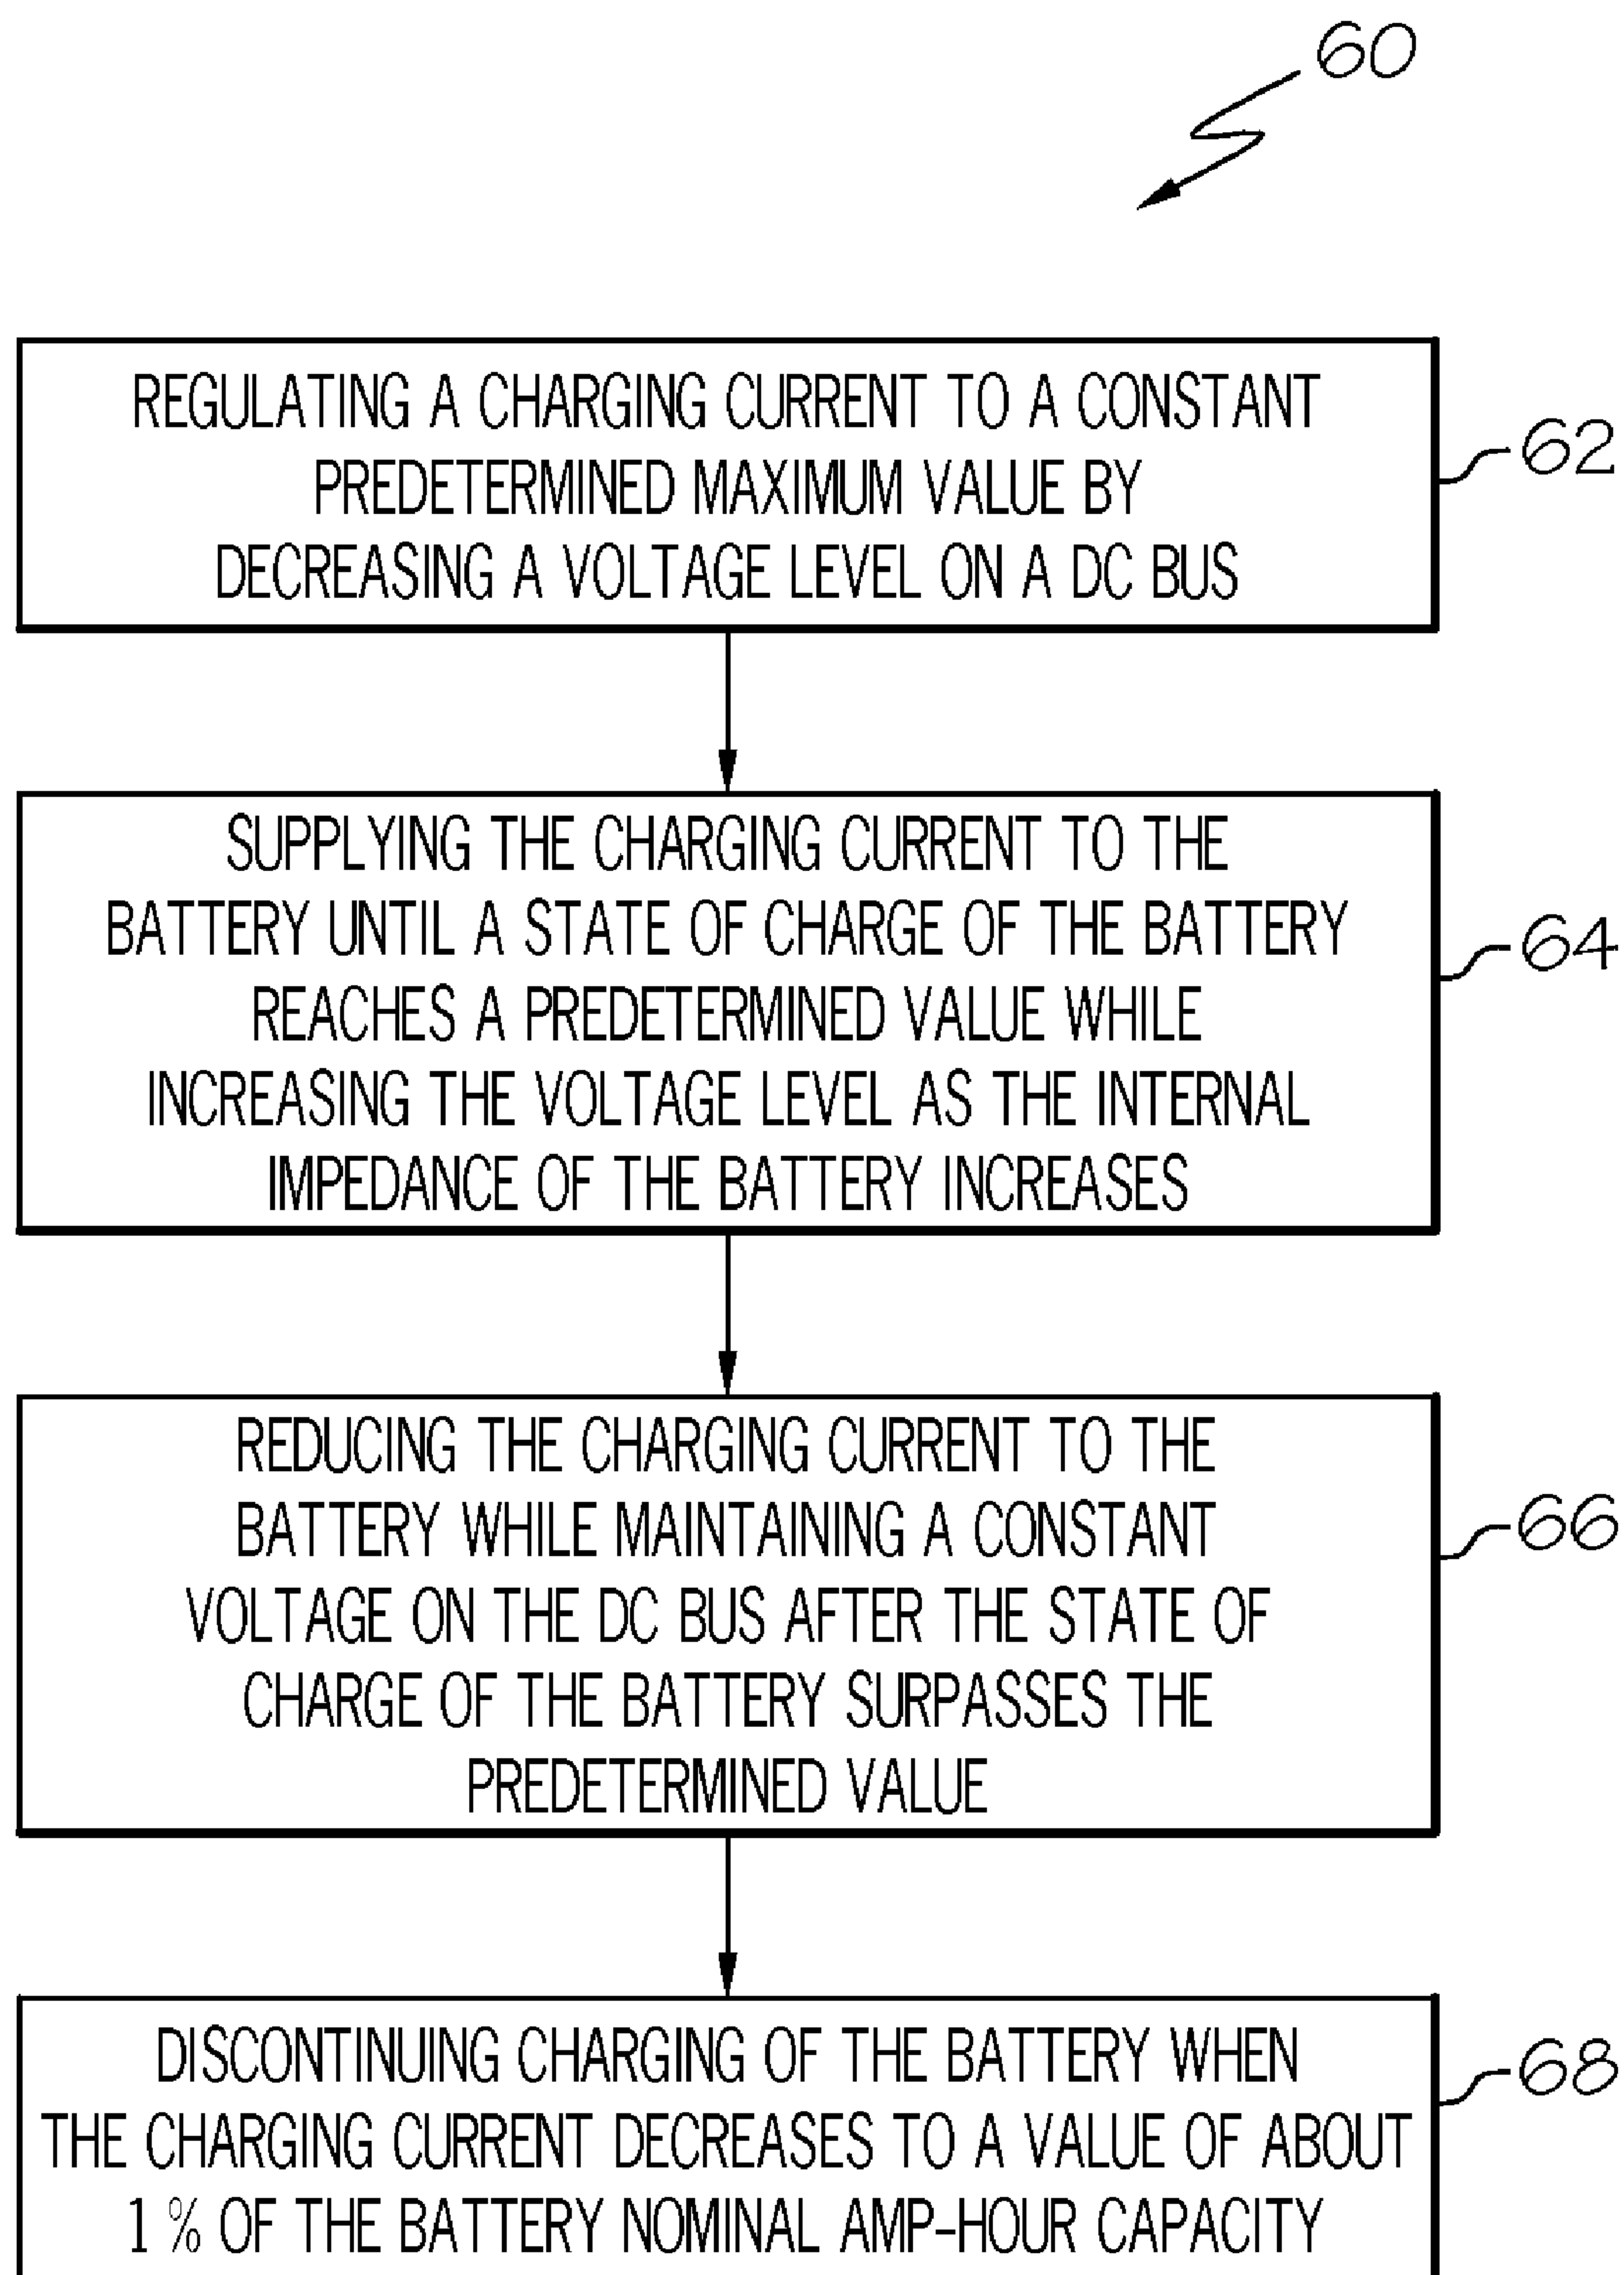 60
REGULATING A CHARGING CURRENT TO A CONSTANT
PREDETERMINED MAXIMUM VALUE BY
DECREASING A VOLTAGE LEVEL ON A DC BUS
62
SUPPLYING THE CHARGING CURRENT TO THE
BATTERY UNTIL A STATE OF CHARGE OF THE BATTERY
REACHES A PREDETERMINED VALUE WHILE
INCREASING THE VOLTAGE LEVEL AS THE INTERNAL
IMPEDANCE OF THE BATTERY INCREASES
64
REDUCING THE CHARGING CURRENT TO THE
BATTERY WHILE MAINTAINING A CONSTANT
VOLTAGE ON THE DC BUS AFTER THE STATE OF
CHARGE OF THE BATTERY SURPASSES THE
PREDETERMINED VALUE
66
DISCONTINUING CHARGING OF THE BATTERY WHEN
THE CHARGING CURRENT DECREASES TO A VALUE OF ABOUT
1 % OF THE BATTERY NOMINAL AMP-HOUR CAPACITY
68